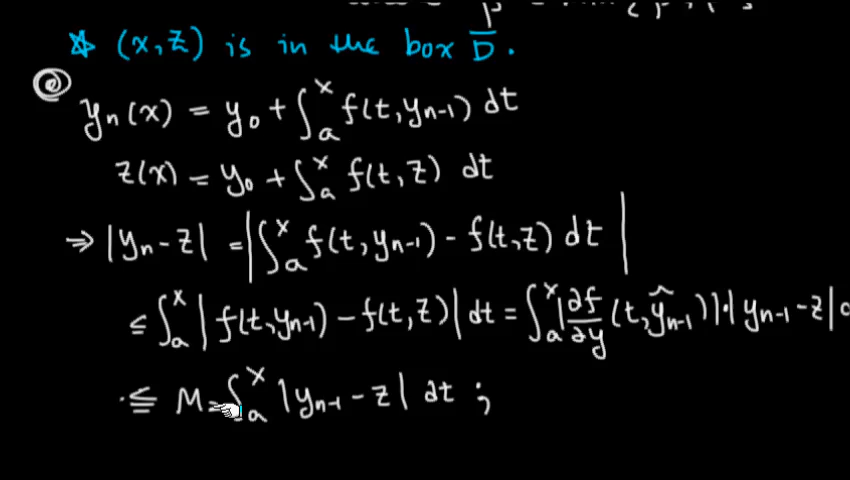 * (x,z) is in the box D̅.
yₙ(x) = y₀ + ∫ₐˣ f(t, yₙ₋₁) dt
z(x) = y₀ + ∫ₐˣ f(t, z) dt
⇒ |yₙ - z| = |∫ₐˣ f(t, yₙ₋₁) - f(t, z) dt|
≤ ∫ₐˣ | f(t, yₙ₋₁) - f(t, z) | dt = ∫ₐˣ |∂f/∂y (t, ŷₙ₋₁)| · |yₙ₋₁ - z|
≤ M = ∫ₐˣ |yₙ₋₁ - z| dt ;